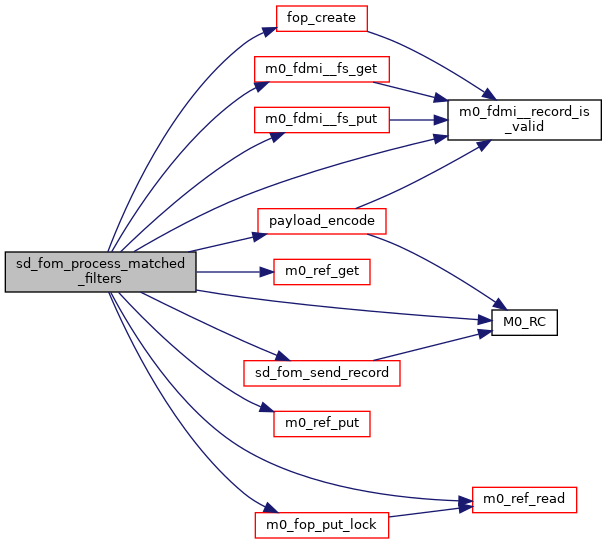 fop_create
m0_fdmi__fs_get
m0_fdmi__record_is
_valid
m0_fdmi__fs_put
payload_encode
sd_fom_process_matched
_filters
m0_ref_get
M0_RC
sd_fom_send_record
m0_ref_put
m0_ref_read
m0_fop_put_lock